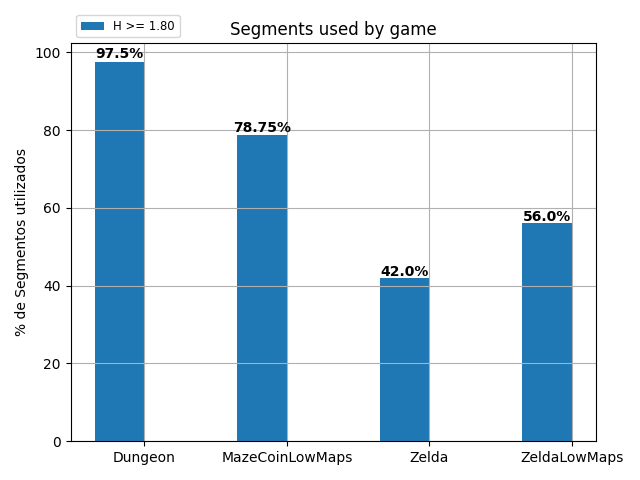 H >= 1.80
Segments used by game
% de Segmentos utilizados
100
80
60
40
20
0
97.5%
78.75%
42.0%
56.0%
Dungeon
MazeCoinLowMaps
Zelda
ZeldaLowMaps